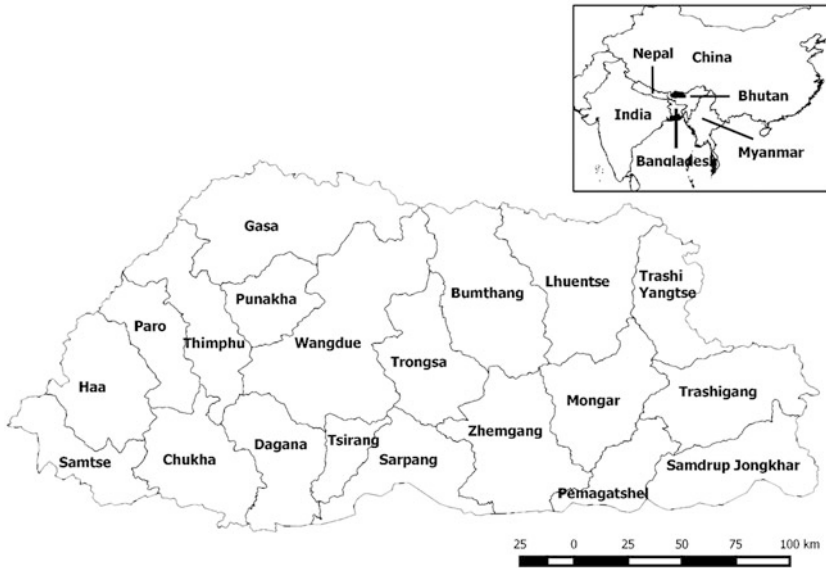 Nepal
China
India
Bhutan
Bangladesh
Myanmar
Gasa
Punakha
Bumthang
Lhuentse
Trashi
Yangtse
Paro
Thimphu
Wangdue
Trongsa
Haa
Mongar
Trashigang
Samtse
Chukha
Dagana
Tsirang
Sarpang
Zhemgang
Samdrup Jongkhar
Pemagatshel
25 0 25 50 75 100 km